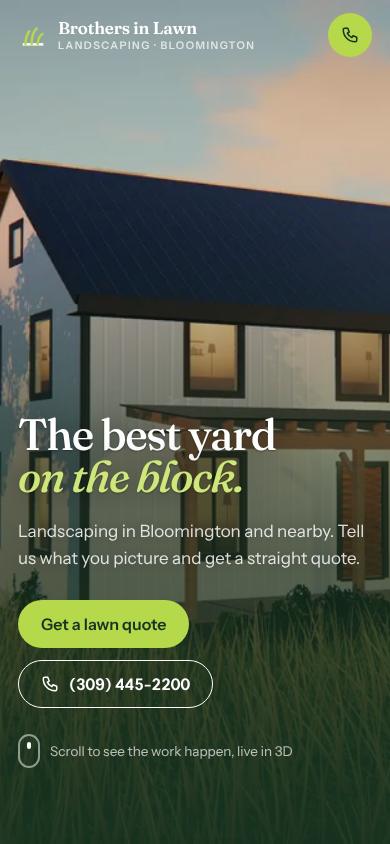 Brothers in Lawn
LANDSCAPING · BLOOMINGTON
The best yard
on the block.
Landscaping in Bloomington and nearby. Tell
us what you picture and get a straight quote.
Get a lawn quote
(309) 445-2200
Scroll to see the work happen, live in 3D